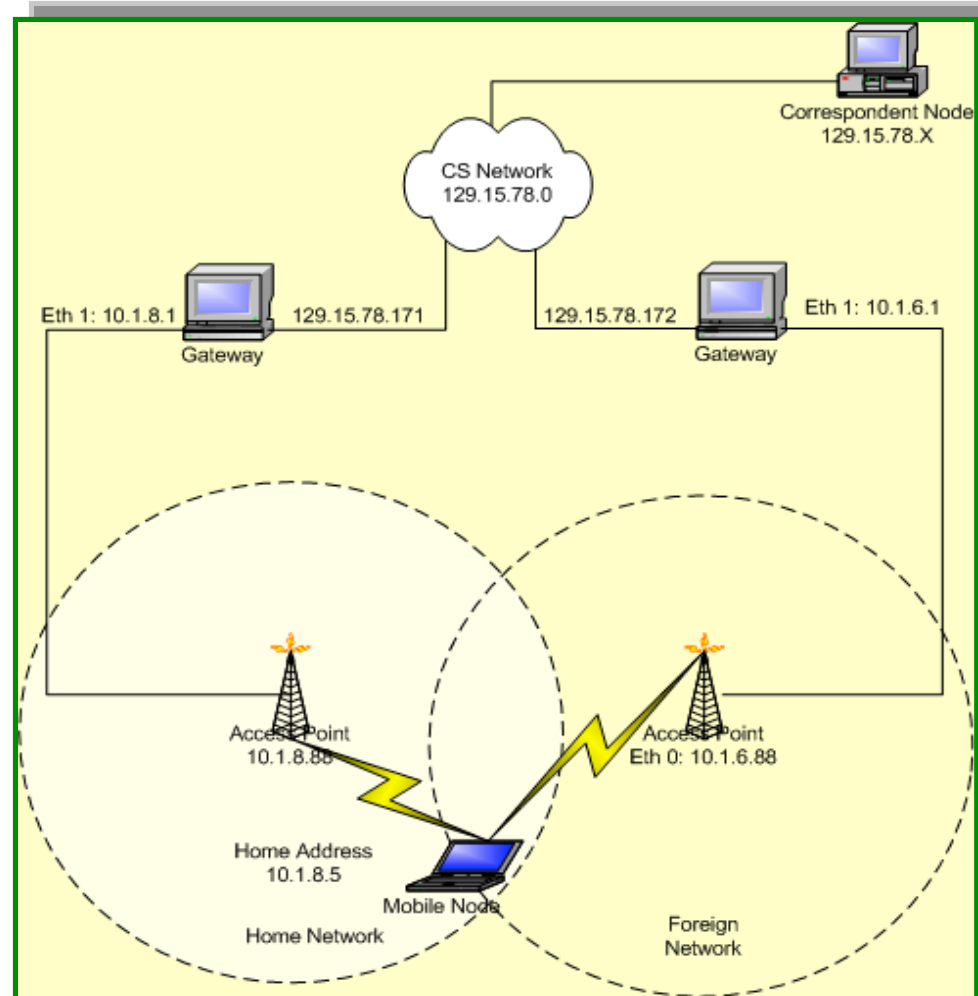 Correspondent Node
129.15.78.X
CS Network
129.15.78.0
Eth 1: 10.1.8.1
129.15.78.171
Gateway
129.15.78.172
Eth 1: 10.1.6.1
Gateway
Access Point
10.1.8.88
Access Point
Eth 0: 10.1.6.88
Home Address
10.1.8.5
Mobile Node
Home Network
Foreign
Network